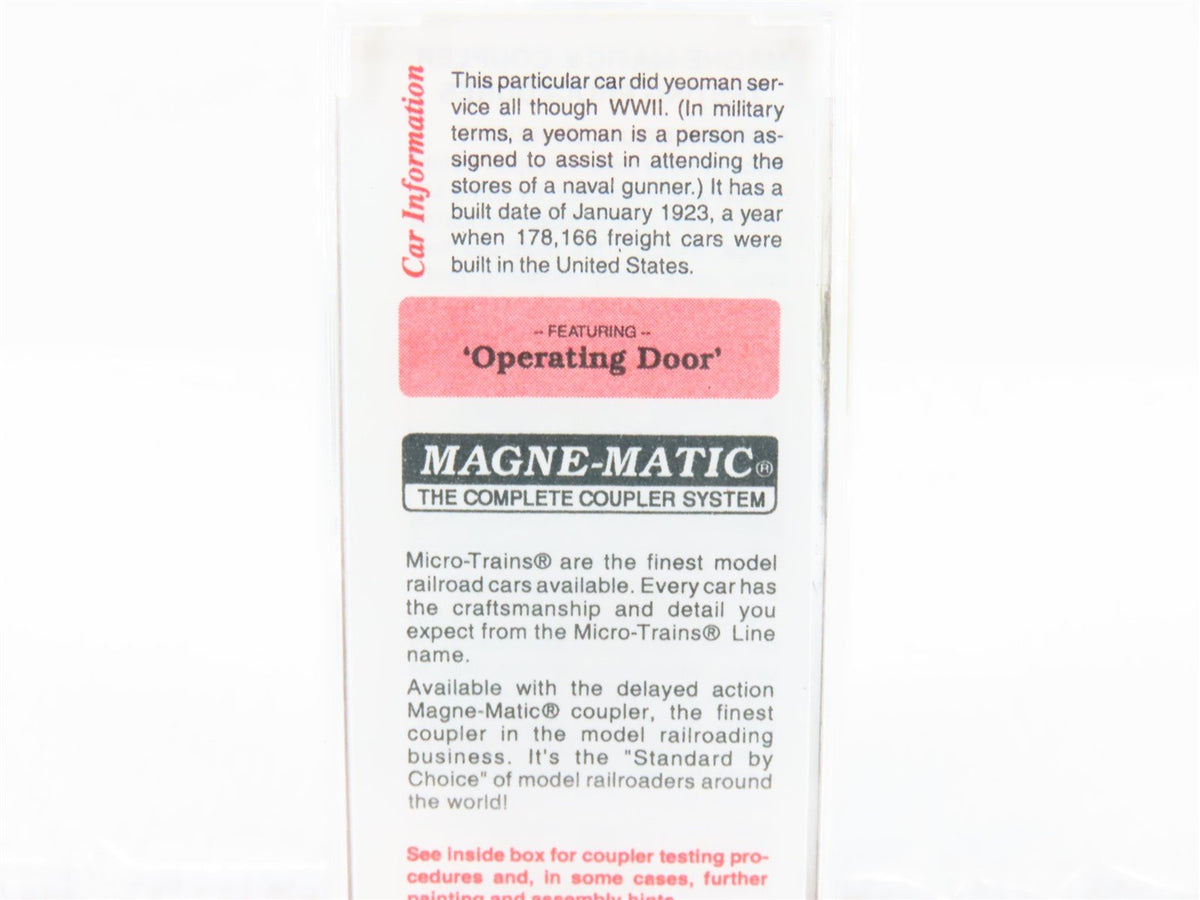 Car Information
This particular car did yeoman ser-
vice all though WWII. (In military
terms, a yeoman is a person as-
signed to assist in attending the
stores of a naval gunner.) It has a
built date of January 1923, a year
when 178,166 freight cars were
built in the United States.
-- FEATURING --
'Operating Door'
MAGNE-MATIC®
THE COMPLETE COUPLER SYSTEM
Micro-Trains® are the finest model
railroad cars available. Every car has
the craftsmanship and detail you
expect from the Micro-Trains® Line
name.
Available with the delayed action
Magne-Matic® coupler, the finest
coupler in the model railroading
business. It's the "Standard by
Choice" of model railroaders around
the world!
See inside box for coupler testing pro-
cedures and, in some cases, further
painting and assembly hints.